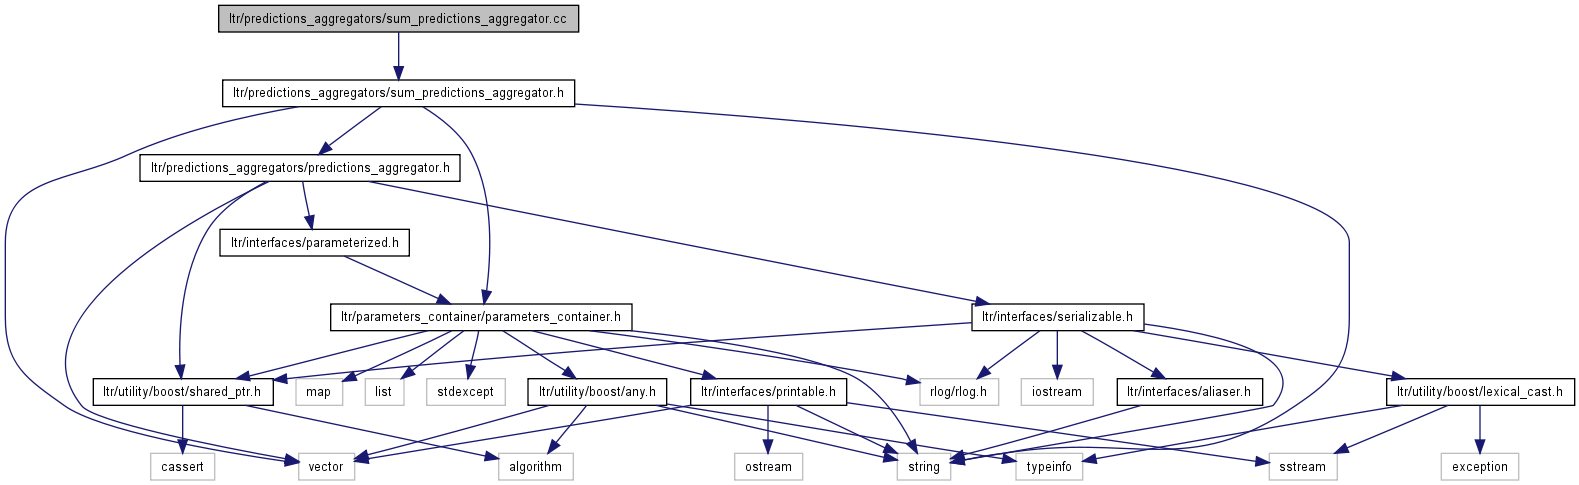 ltr/predictions_aggregators/sum_predictions_aggregator.cc
ltr/predictions_aggregators/sum_predictions_aggregator.h
ltr/predictions_aggregators/predictions_aggregator.h
ltr/interfaces/parameterized.h
ltr/parameters_container/parameters_container.h
ltr/interfaces/serializable.h
ltr/utility/boost/shared_ptr.h
map
list
stdexcept
ltr/utility/boost/any.h
ltr/interfaces/printable.h
rlog/rlog.h
iostream
ltr/interfaces/aliaser.h
ltr/utility/boost/lexical_cast.h
cassert
vector
algorithm
ostream
string
typeinfo
sstream
exception